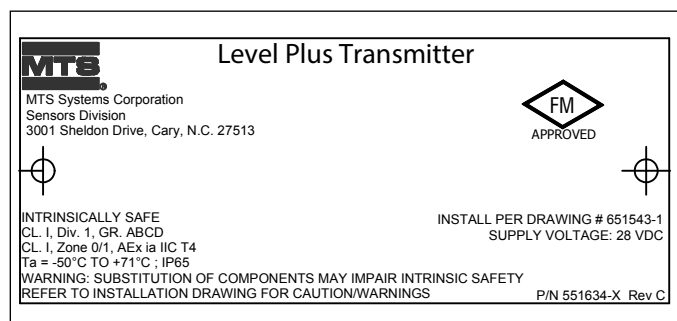 Level Plus Transmitter
MTS
®
MTS Systems Corporation
Sensors Division
3001 Sheldon Drive, Cary, N.C. 27513
FM
APPROVED
INTRINSICALLY SAFE
CL. I, Div. 1, GR. ABCD
CL. I, Zone 0/1, AEx ia IIC T4
Ta = -50°C TO +71°C ; IP65
INSTALL PER DRAWING # 651543-1
SUPPLY VOLTAGE: 28 VDC
WARNING: SUBSTITUTION OF COMPONENTS MAY IMPAIR INTRINSIC SAFETY
REFER TO INSTALLATION DRAWING FOR CAUTION/WARNINGS
P/N 551634-X Rev C